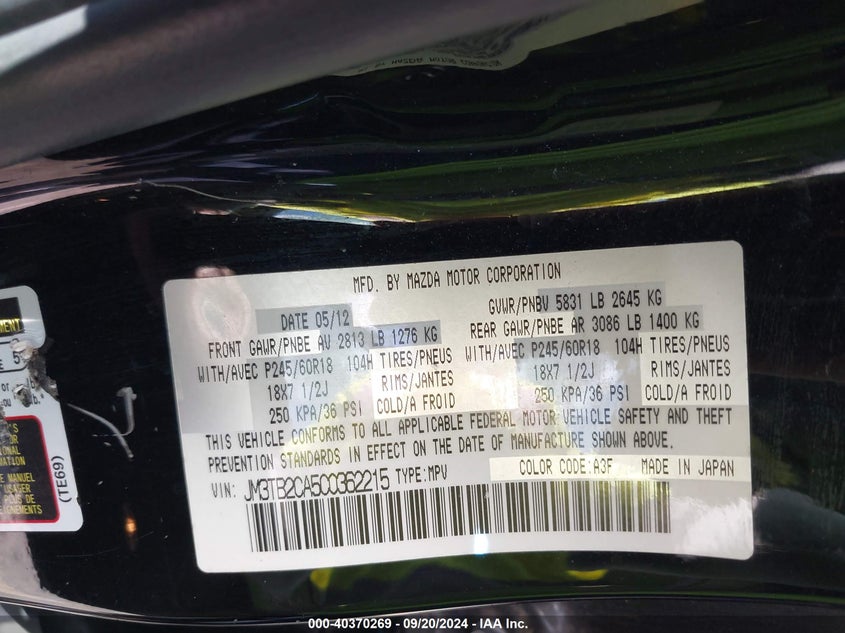 MFD. BY MAZDA MOTOR CORPORATION
DATE 05/12 GVWR/PNBV 5831 LB 2645 KG
FRONT GAWR/PNBE AV 2813 LB 1276 KG REAR GAWR/PNBE AR 3086 LB 1400 KG
WITH/AVEC P245/60R18 104H TIRES/PNEUS WITH/AVEC P245/60R18 104H TIRES/PNEUS
18X7 1/2J RIMS/JANTES 18X7 1/2J RIMS/JANTES
250 KPA/36 PSI COLD/A FROID 250 KPA/36 PSI COLD/A FROID
THIS VEHICLE CONFORMS TO ALL APPLICABLE FEDERAL MOTOR VEHICLE SAFETY AND THEFT
PREVENTION STANDARDS IN EFFECT ON THE DATE OF MANUFACTURE SHOWN ABOVE.
VIN: JM3TB2CA5C0362215 TYPE:MPV COLOR CODE:A3F MADE IN JAPAN
(TE69)
000-40370269 - 09/20/2024 - IAA Inc.